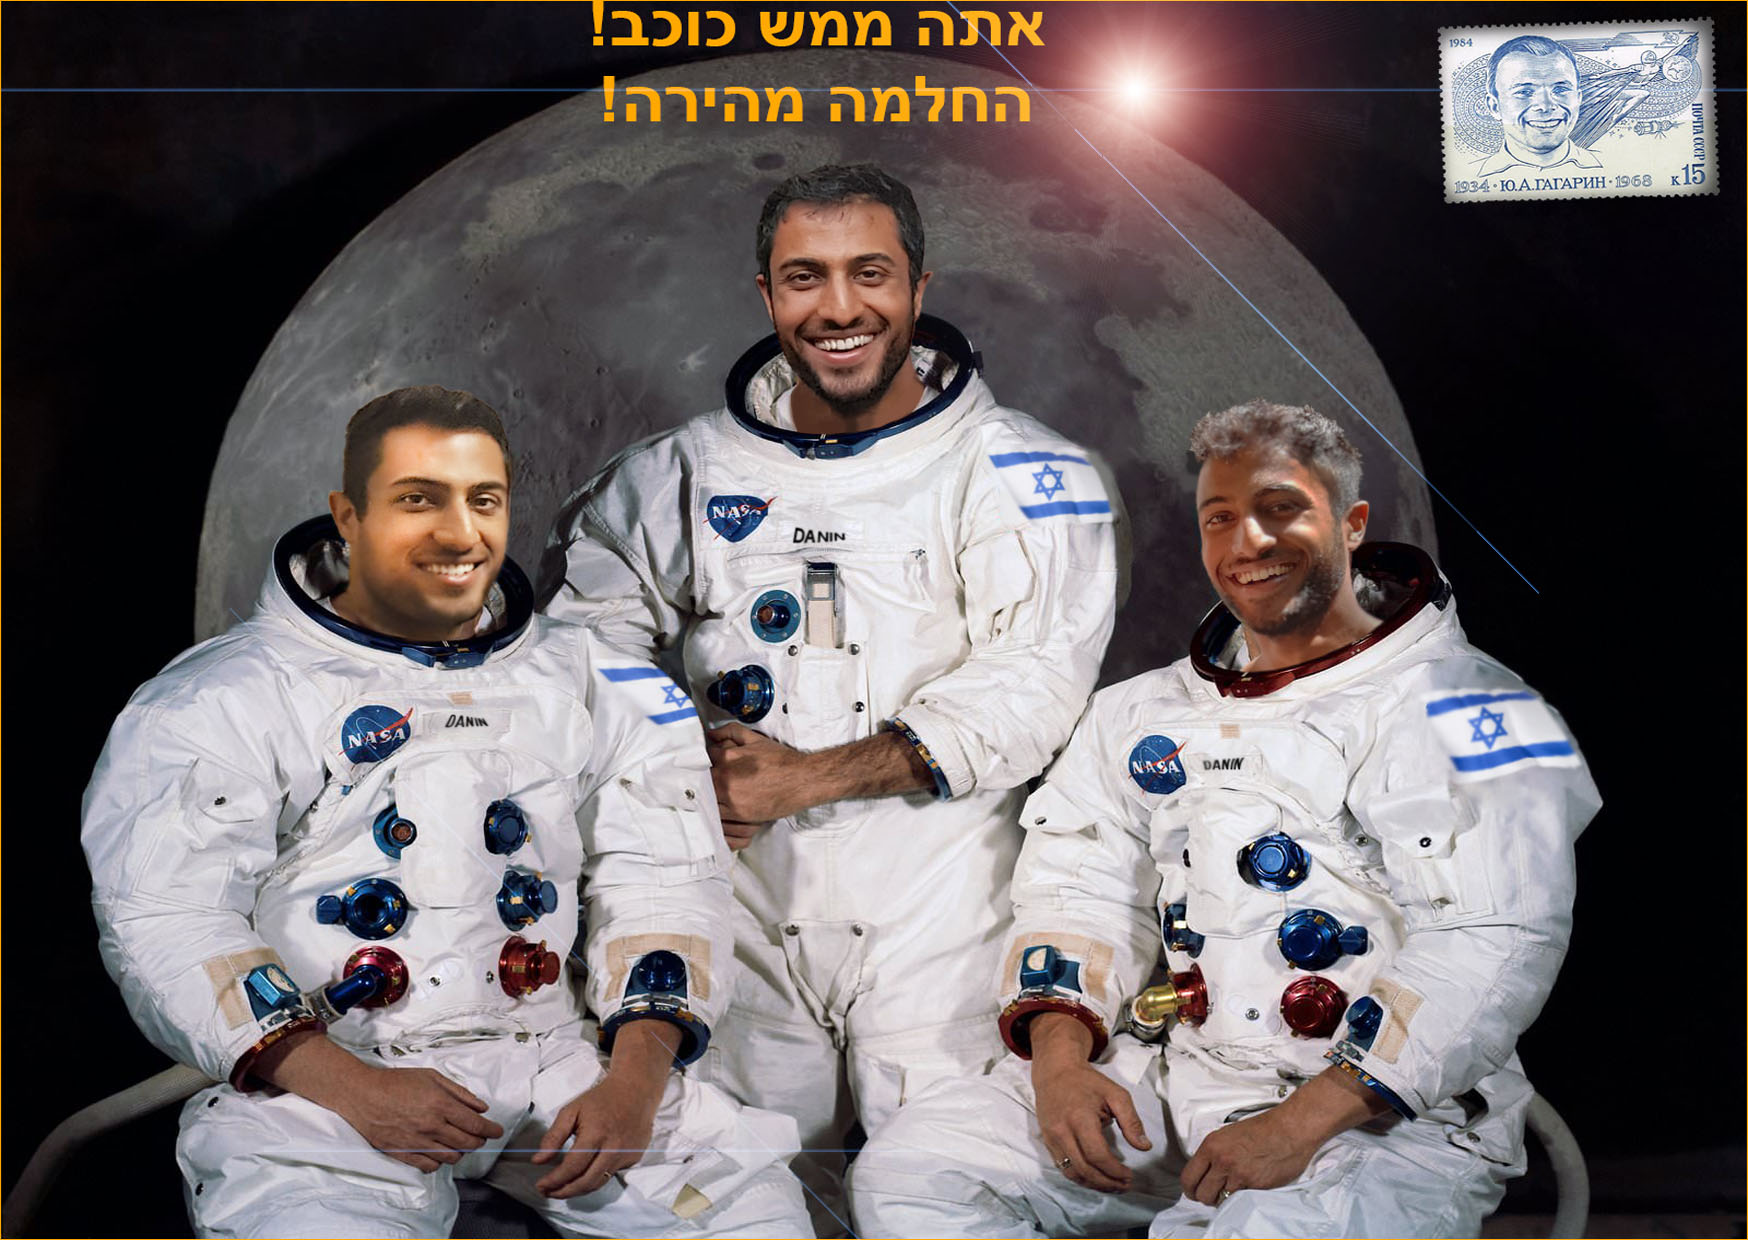 אתה ממש כוכב!
החלמה מהירה!
1984
ПОЧТА СССР
1934 · Ю.А.ГАГАРИН · 1968
к 15
NASA
DANIN
NASA
DANIN
NASA
DANIN